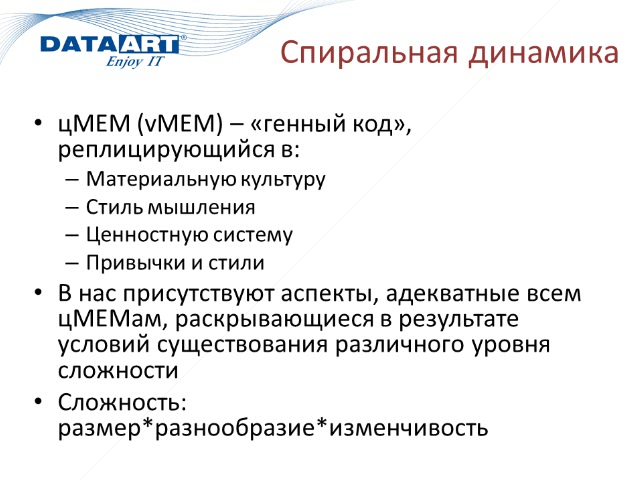 DATAART®
Enjoy IT
Спиральная динамика
• цМЕМ (vMEM) – «генный код»,
реплицирующийся в:
– Материальную культуру
– Стиль мышления
– Ценностную систему
– Привычки и стили
• В нас присутствуют аспекты, адекватные всем
цМЕМам, раскрывающиеся в результате
условий существования различного уровня
сложности
• Сложность:
размер*разнообразие*изменчивость